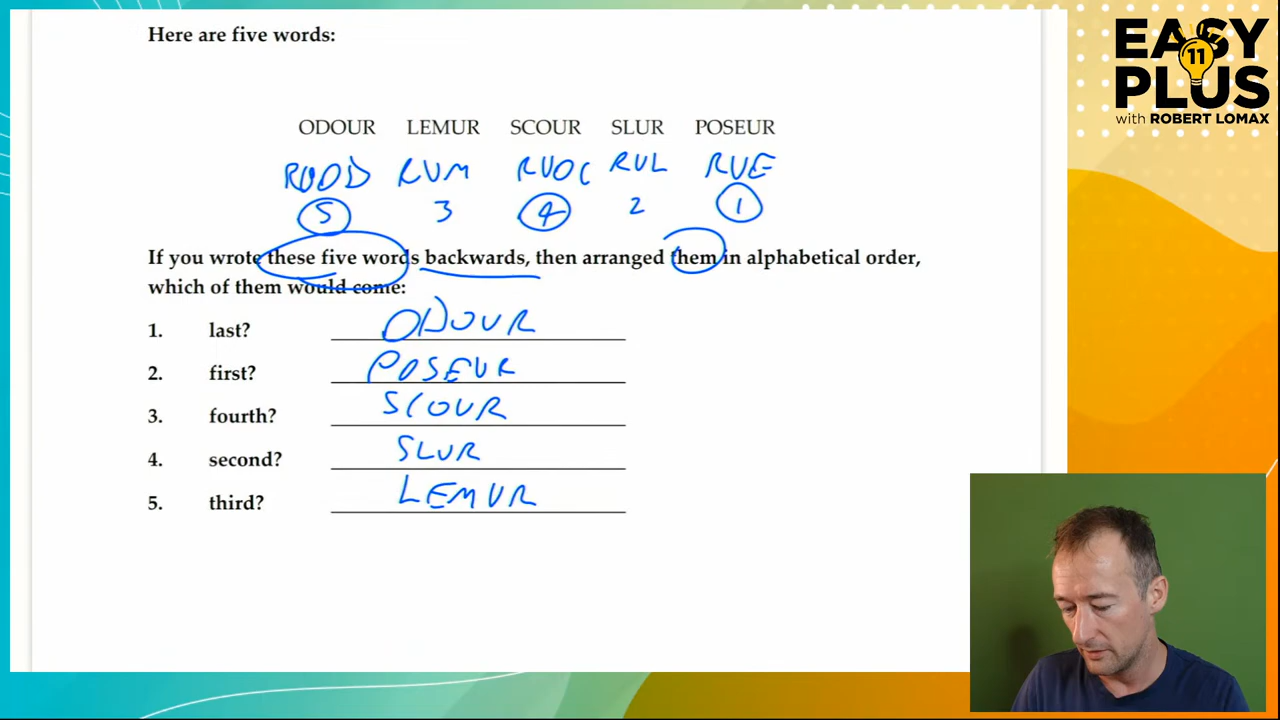 Here are five words:
EASY
11
PLUS
with ROBERT LOMAX
ODOUR LEMUR SCOUR SLUR POSEUR
RUOD RUM RUOC RUL RUE
5 3 4 2 1
If you wrote these five words backwards, then arranged them in alphabetical order,
which of them would come:
1. last? ODOUR
2. first? POSEUR
3. fourth? SCOUR
4. second? SLUR
5. third? LEMUR